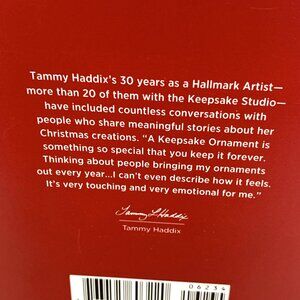 Tammy Haddix's 30 years as a Hallmark Artist—
more than 20 of them with the Keepsake Studio—
have included countless conversations with
people who share meaningful stories about her
Christmas creations. "A Keepsake Ornament is
something so special that you keep it forever.
Thinking about people bringing my ornaments
out every year...I can't even describe how it feels.
It's very touching and very emotional for me."
Tammy L Haddix
Tammy Haddix
06234